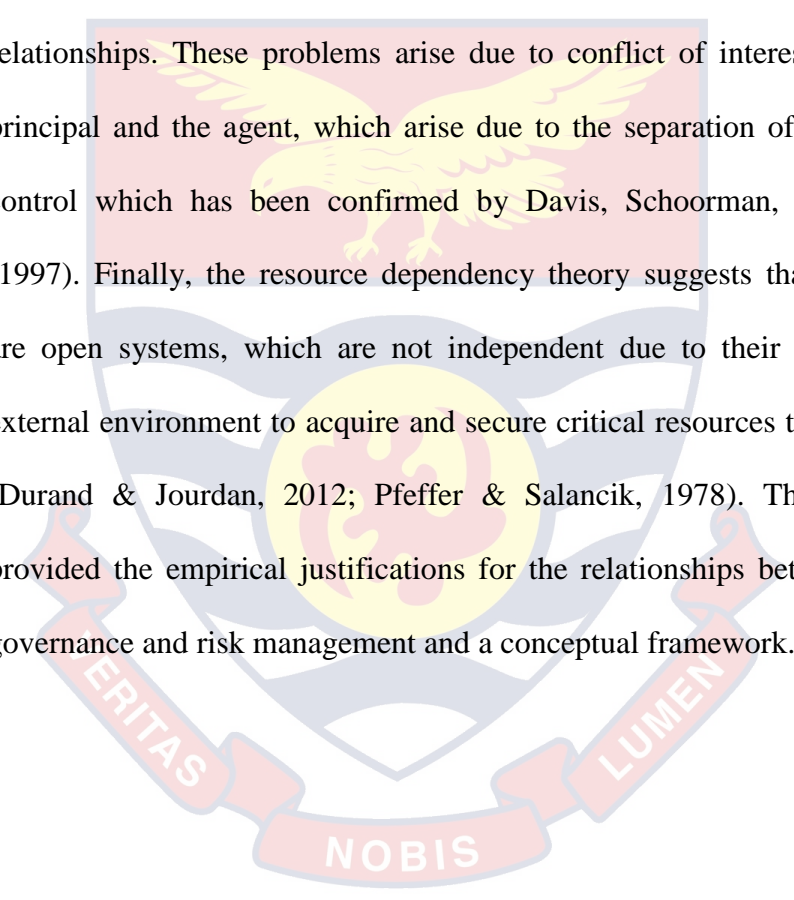 elationships. These problems arise due to conflict of interes
principal and the agent, which arise due to the separation of
control which has been confirmed by Davis, Schoorman,
1997). Finally, the resource dependency theory suggests tha
are open systems, which are not independent due to their
external environment to acquire and secure critical resources t
Durand & Jourdan, 2012; Pfeffer & Salancik, 1978). Th
provided the empirical justifications for the relationships bet
governance and risk management and a conceptual framework.
VERITAS
NOBIS
LUMEN